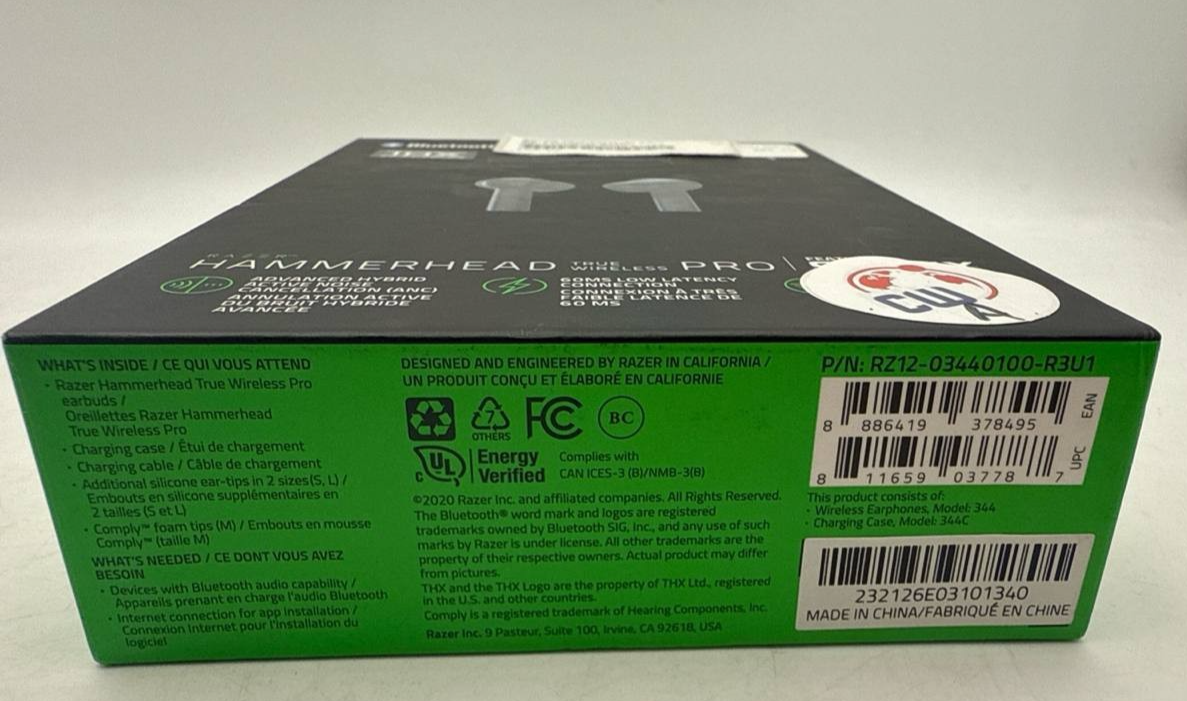 Bluetooth
THX
RAZER
HAMMERHEAD TRUE WIRELESS PRO |
ADVANCED HYBRID
ACTIVE NOISE
CANCELLATION (ANC)
ANNULATION ACTIVE
DU BRUIT HYBRIDE
AVANCÉE
60MS LOW LATENCY
CONNECTION
CONNEXION À TRÈS
FAIBLE LATENCE DE
60 MS
CW
A
WHAT'S INSIDE / CE QUI VOUS ATTEND
• Razer Hammerhead True Wireless Pro
earbuds /
Oreillettes Razer Hammerhead
True Wireless Pro
• Charging case / Étui de chargement
• Charging cable / Câble de chargement
• Additional silicone ear-tips in 2 sizes(S, L) /
Embouts en silicone supplémentaires en
2 tailles (S et L)
• Comply™ foam tips (M) / Embouts en mousse
Comply™ (taille M)
WHAT'S NEEDED / CE DONT VOUS AVEZ
BESOIN
• Devices with Bluetooth audio capability /
Appareils prenant en charge l'audio Bluetooth
• Internet connection for app installation /
Connexion Internet pour l'installation du
logiciel
DESIGNED AND ENGINEERED BY RAZER IN CALIFORNIA /
UN PRODUIT CONÇU ET ÉLABORÉ EN CALIFORNIE
7
OTHERS
FC
BC
C UL
Energy
Verified
Complies with
CAN ICES-3 (B)/NMB-3(B)
©2020 Razer Inc. and affiliated companies. All Rights Reserved.
The Bluetooth® word mark and logos are registered
trademarks owned by Bluetooth SIG, Inc., and any use of such
marks by Razer is under license. All other trademarks are the
property of their respective owners. Actual product may differ
from pictures.
THX and the THX Logo are the property of THX Ltd., registered
in the U.S. and other countries.
Comply is a registered trademark of Hearing Components, Inc.
Razer Inc. 9 Pasteur, Suite 100, Irvine, CA 92618, USA
P/N: RZ12-03440100-R3U1
8 886419 378495
EAN
8 11659 03778 7
UPC
This product consists of:
• Wireless Earphones, Model: 344
• Charging Case, Model: 344C
232126E03101340
MADE IN CHINA/FABRIQUÉ EN CHINE